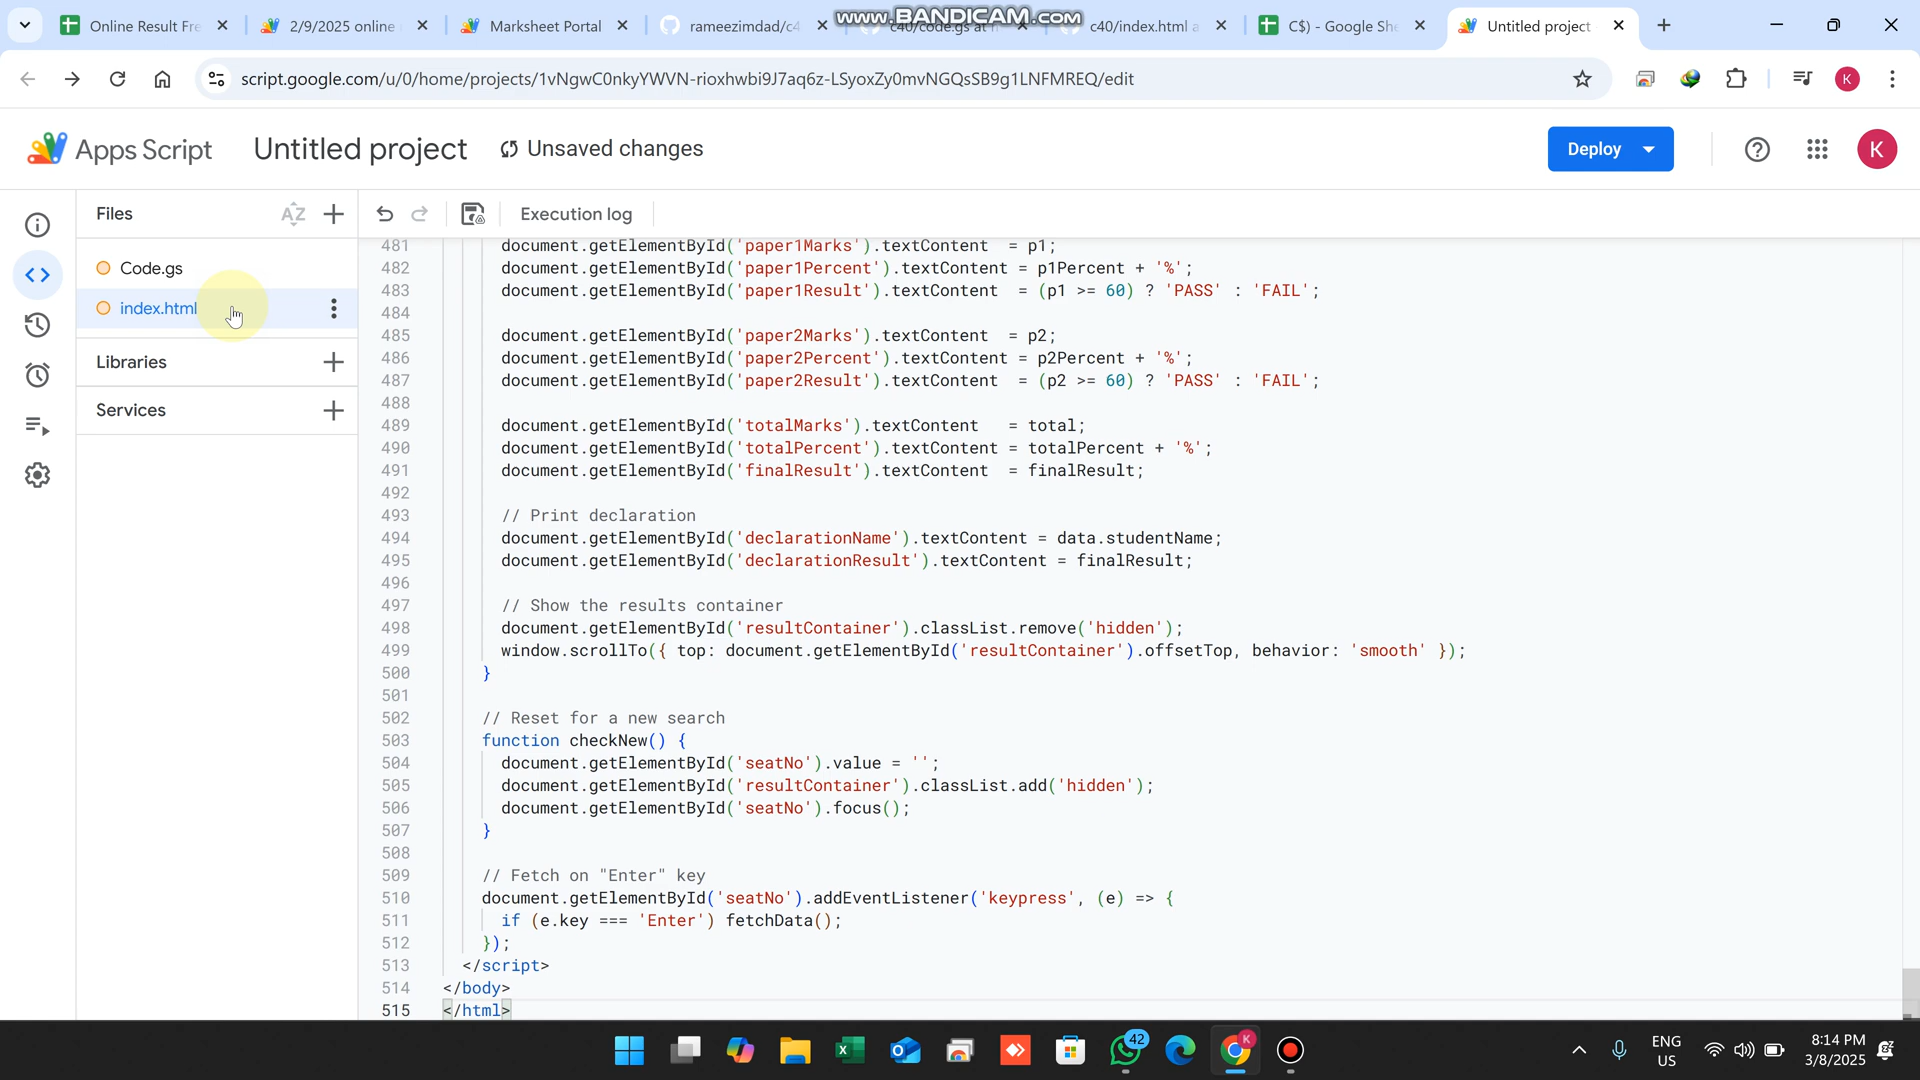 Online Result Fre
2/9/2025 online
Marksheet Portal
rameezimdad/c4
www.BANDICAM.com
c40/code.gs at
c40/index.html a
C$) - Google She
Untitled project
script.google.com/u/0/home/projects/1vNgwC0nkyYWVN-rioxhwbi9J7aq6z-LSyoxZy0mvNGQsSB9g1LNFMREQ/edit
K
Apps Script
Untitled project
Unsaved changes
Deploy
K
Files
AZ
Execution log
Code.gs
index.html
Libraries
Services
481 document.getElementById('paper1Marks').textContent = p1;
482 document.getElementById('paper1Percent').textContent = p1Percent + '%';
483 document.getElementById('paper1Result').textContent = (p1 >= 60) ? 'PASS' : 'FAIL';
484
485 document.getElementById('paper2Marks').textContent = p2;
486 document.getElementById('paper2Percent').textContent = p2Percent + '%';
487 document.getElementById('paper2Result').textContent = (p2 >= 60) ? 'PASS' : 'FAIL';
488
489 document.getElementById('totalMarks').textContent = total;
490 document.getElementById('totalPercent').textContent = totalPercent + '%';
491 document.getElementById('finalResult').textContent = finalResult;
492
493 // Print declaration
494 document.getElementById('declarationName').textContent = data.studentName;
495 document.getElementById('declarationResult').textContent = finalResult;
496
497 // Show the results container
498 document.getElementById('resultContainer').classList.remove('hidden');
499 window.scrollTo({ top: document.getElementById('resultContainer').offsetTop, behavior: 'smooth' });
500 }
501
502 // Reset for a new search
503 function checkNew() {
504 document.getElementById('seatNo').value = '';
505 document.getElementById('resultContainer').classList.add('hidden');
506 document.getElementById('seatNo').focus();
507 }
508
509 // Fetch on "Enter" key
510 document.getElementById('seatNo').addEventListener('keypress', (e) => {
511 if (e.key === 'Enter') fetchData();
512 });
513 </script>
514 </body>
515 </html>
42
K
ENG
US
8:14 PM
3/8/2025